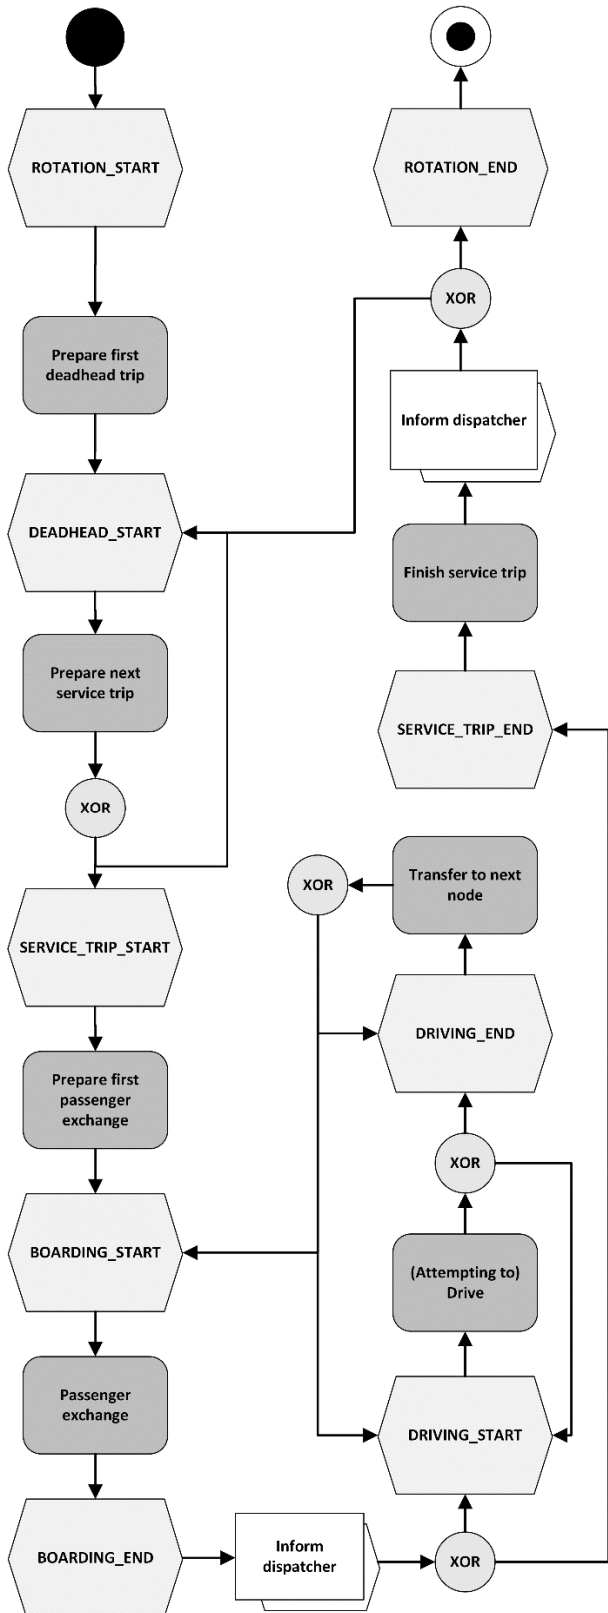 ROTATION_START
Prepare first
deadhead trip
DEADHEAD_START
Prepare next
service trip
XOR
SERVICE_TRIP_START
Prepare first
passenger
exchange
BOARDING_START
Passenger
exchange
BOARDING_END
Inform
dispatcher
XOR
DRIVING_START
(Attempting to)
Drive
XOR
DRIVING_END
Transfer to next
node
XOR
SERVICE_TRIP_END
Finish service trip
Inform dispatcher
XOR
ROTATION_END